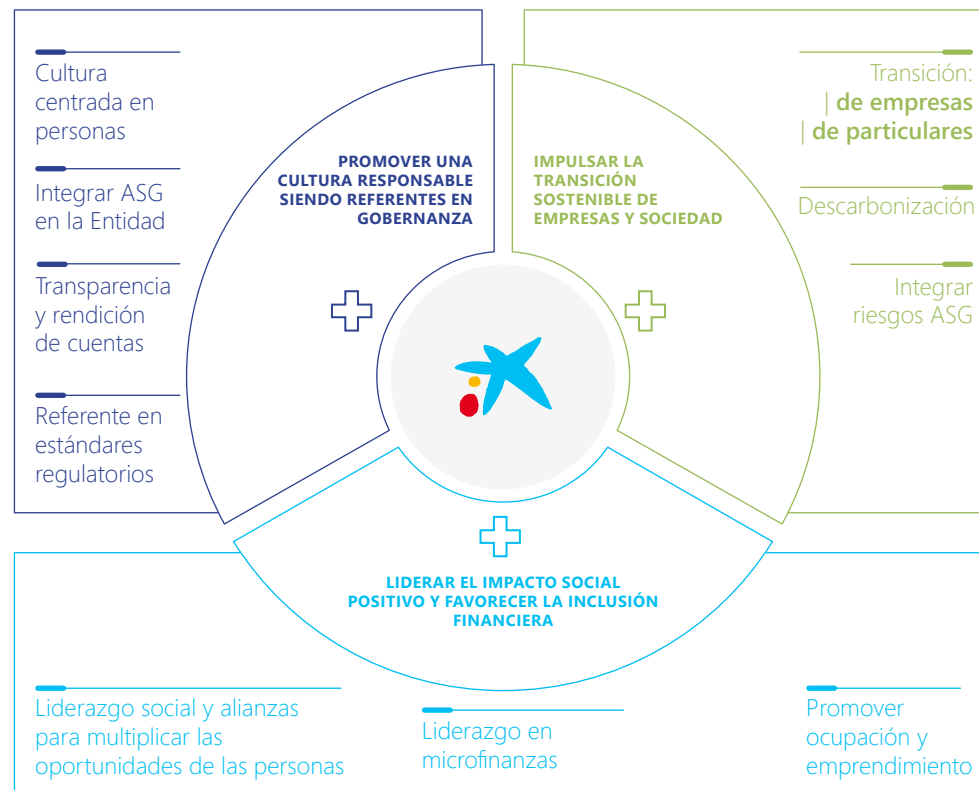 Cultura
centrada en
personas
Integrar ASG
en la Entidad
Transparencia
y rendición
de cuentas
Referente en
estándares
regulatorios
PROMOVER UNA
CULTURA RESPONSABLE
SIENDO REFERENTES EN
GOBERNANZA
IMPULSAR LA
TRANSICIÓN
SOSTENIBLE DE
EMPRESAS Y SOCIEDAD
Transición:
| de empresas
| de particulares
Descarbonización
Integrar
riesgos ASG
LIDERAR EL IMPACTO SOCIAL
POSITIVO Y FAVORECER LA INCLUSIÓN
FINANCIERA
Liderazgo social y alianzas
para multiplicar las
oportunidades de las personas
Liderazgo en
microfinanzas
Promover
ocupación y
emprendimiento